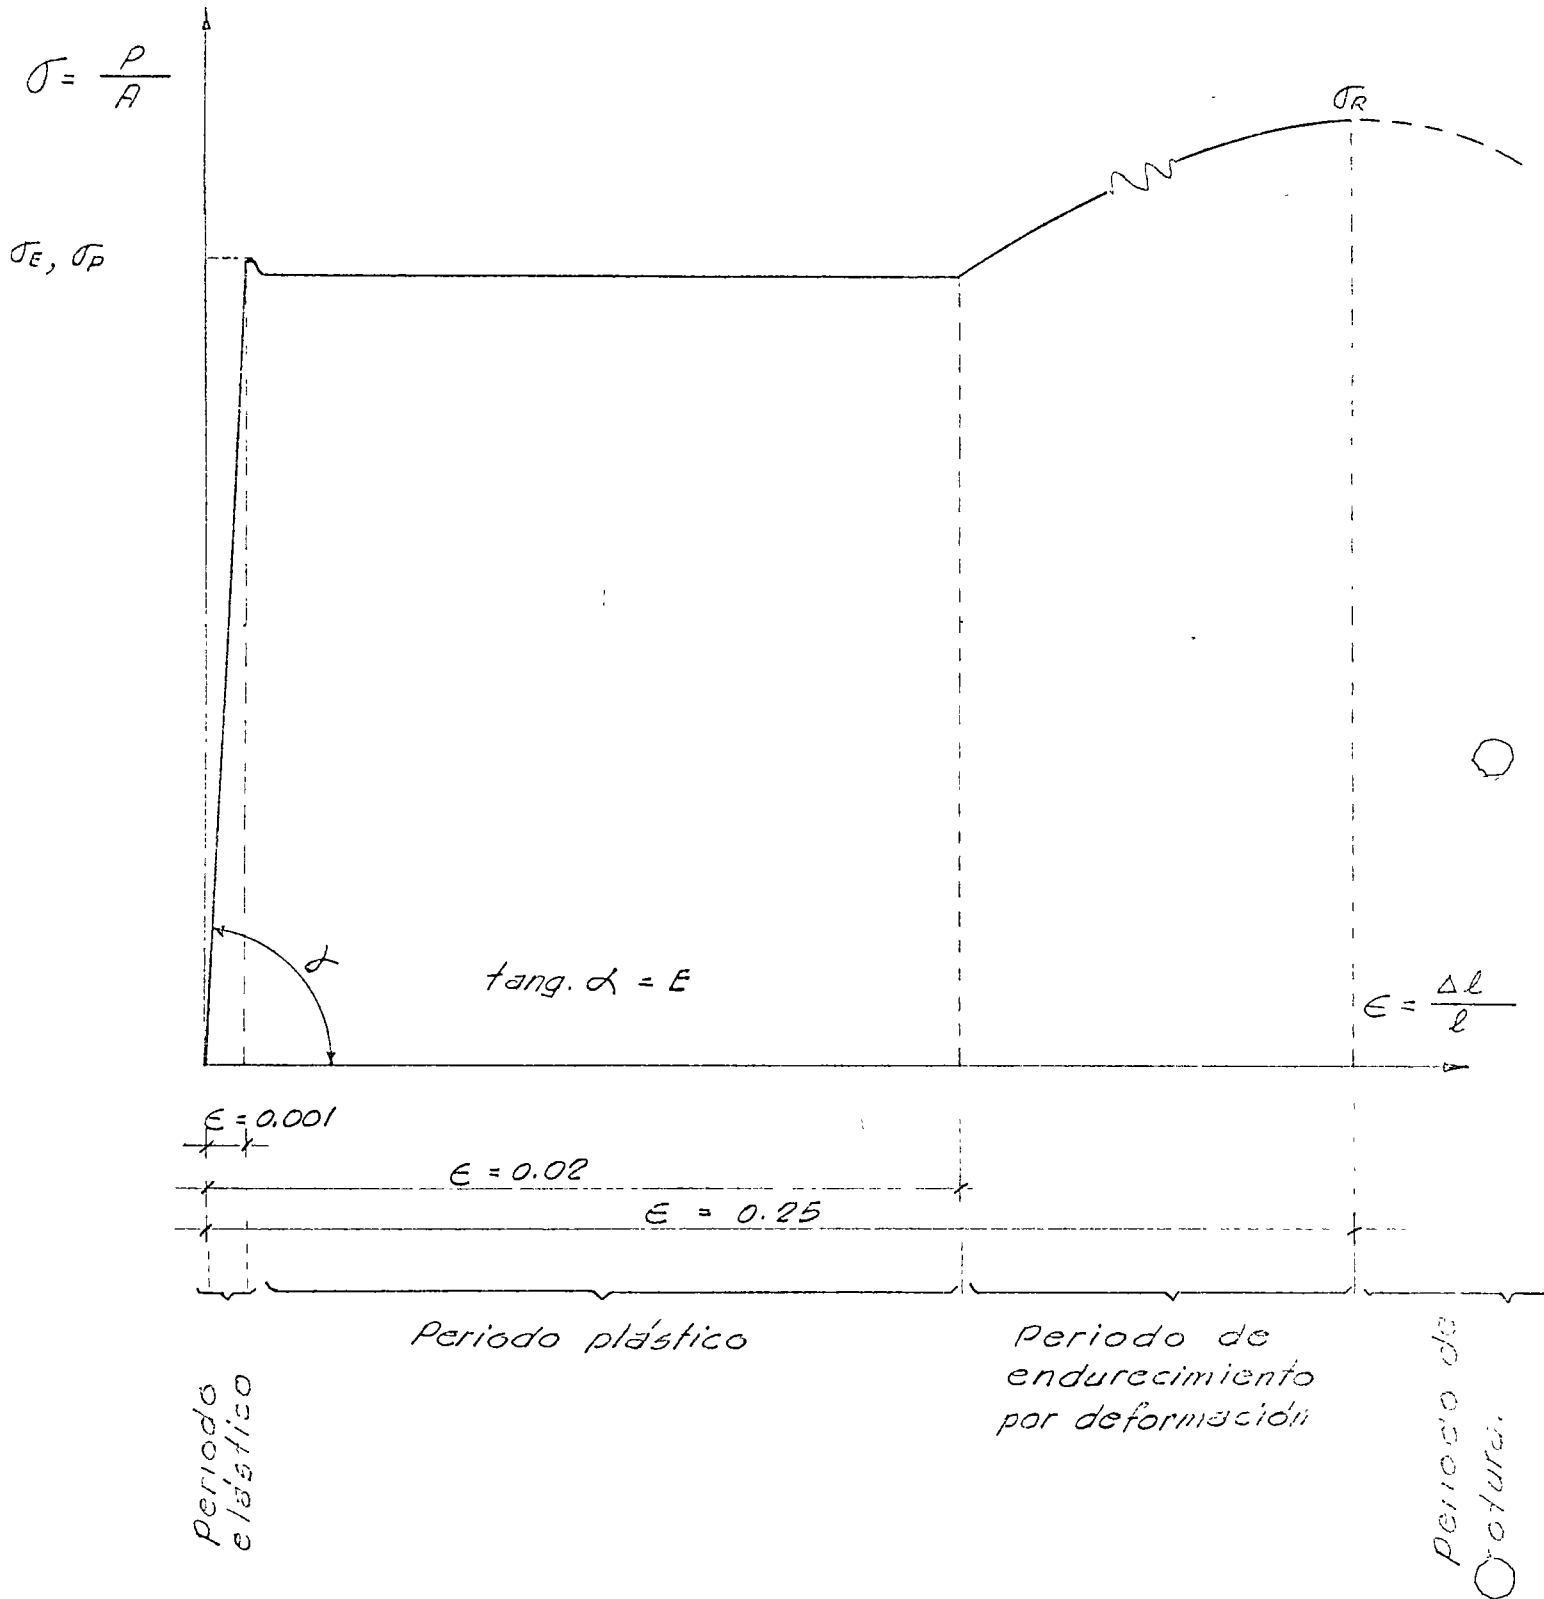 σ = P/A
σR
σE, σP
α
tang. α = E
ϵ = Δl/l
ϵ = 0.001
ϵ = 0.02
ϵ = 0.25
Periodo plástico
Periodo de
endurecimiento
por deformación
Periodo
elástico
Periodo de